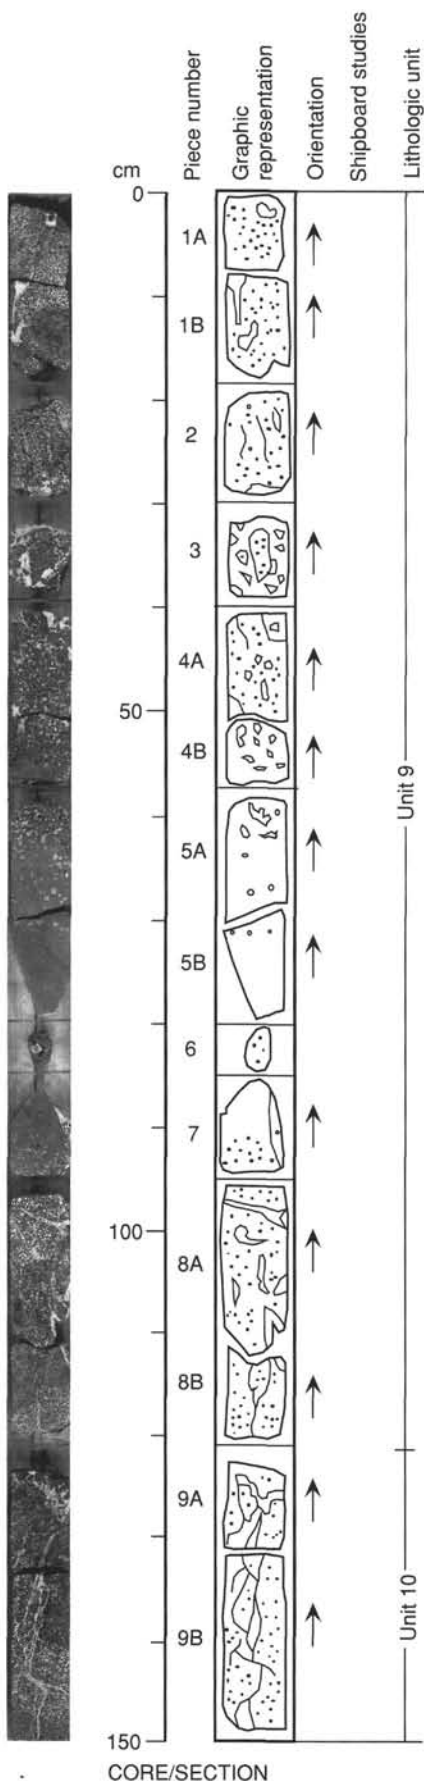 cm
Piece number
Graphic
representation
Orientation
Shipboard studies
Lithologic unit
0
1A
1B
2
3
4A
50
4B
5A
5B
6
7
100
8A
8B
9A
9B
150
Unit 9
Unit 10
CORE/SECTION